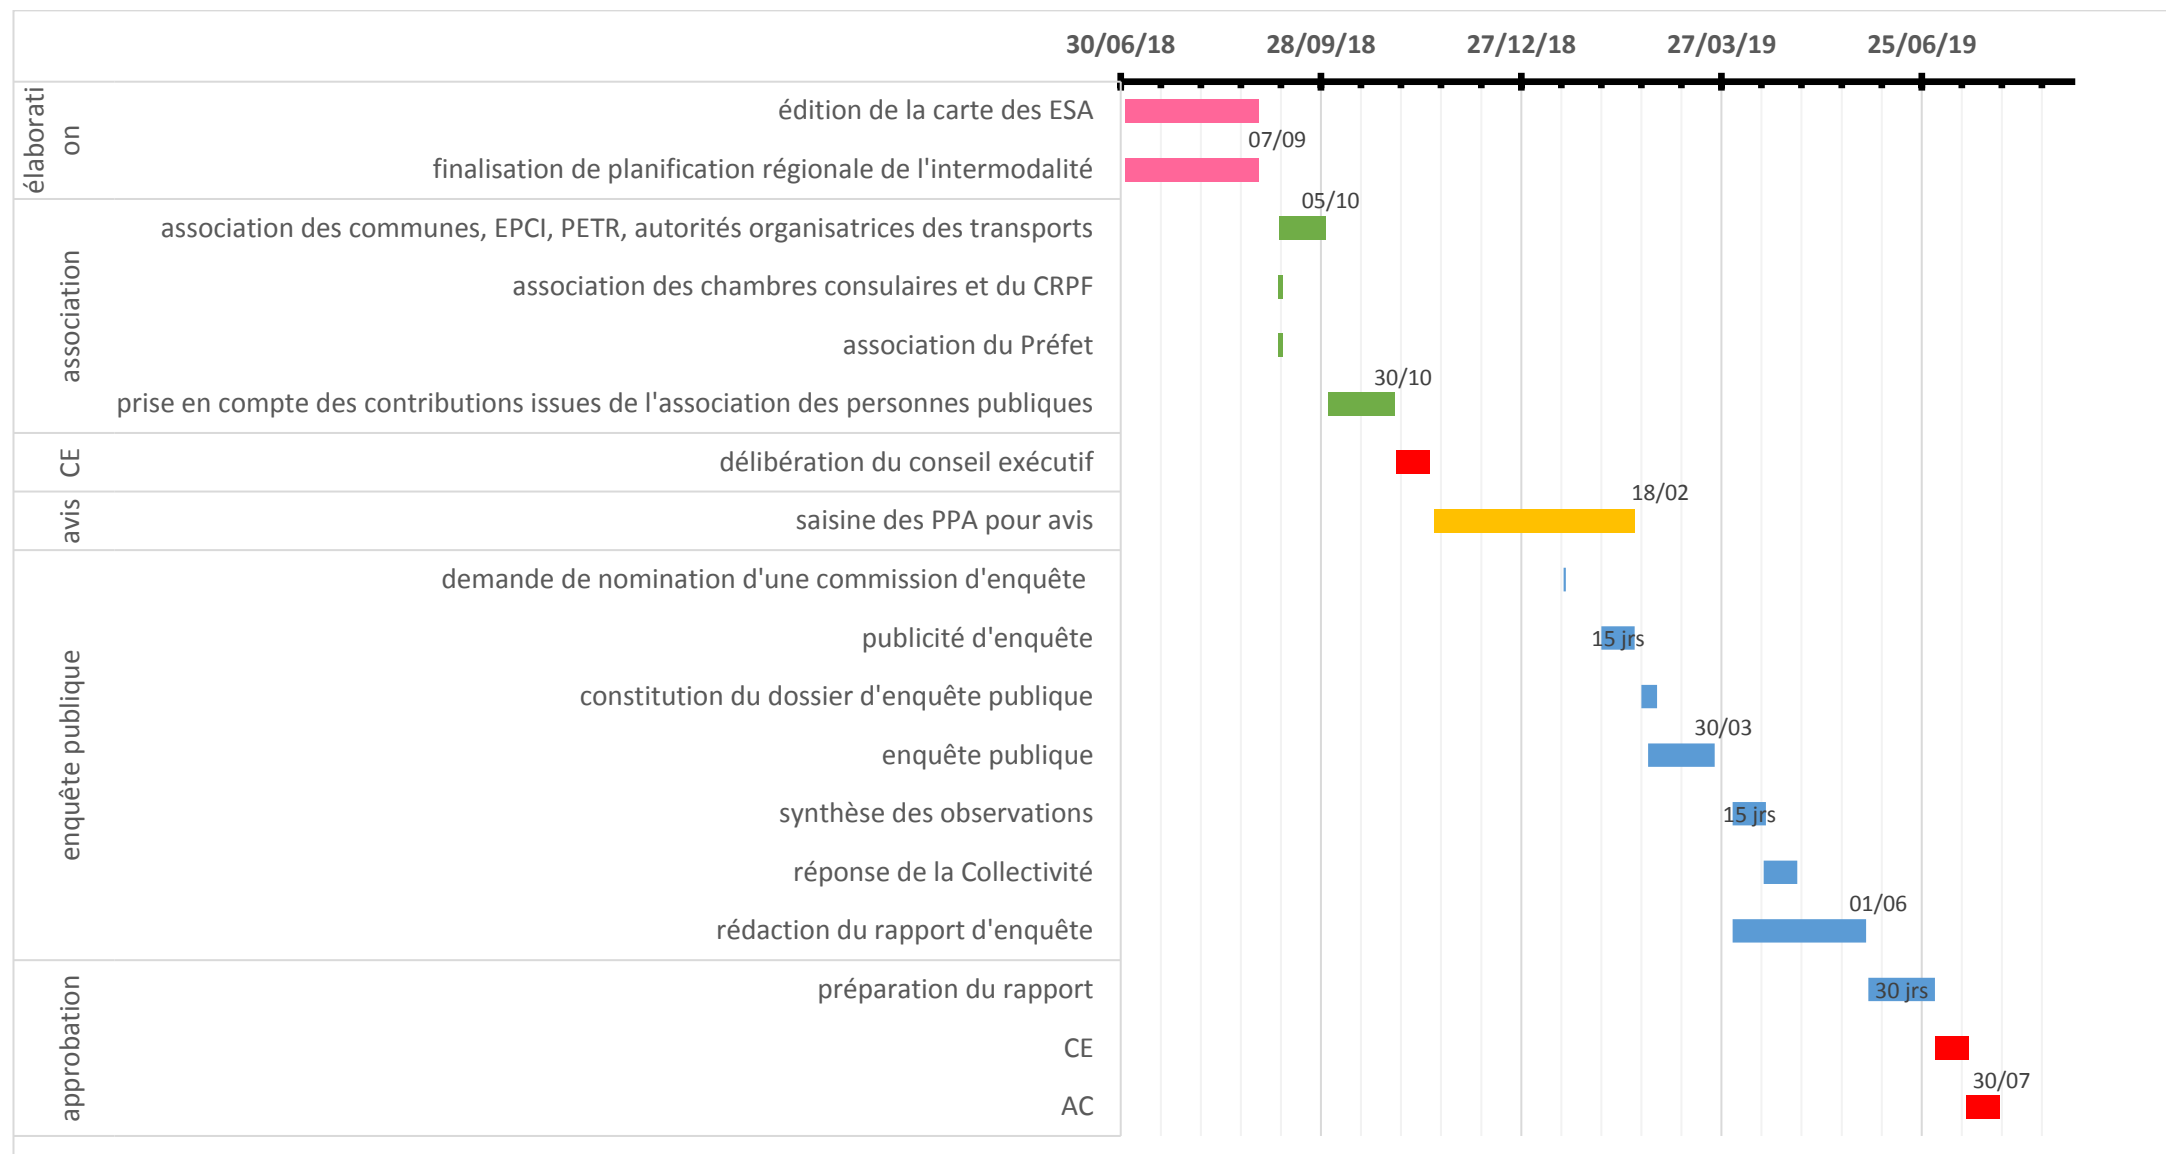 30/06/18 28/09/18 27/12/18 27/03/19 25/06/19
élaborati
on
édition de la carte des ESA
07/09
finalisation de planification régionale de l'intermodalité
association
05/10
association des communes, EPCI, PETR, autorités organisatrices des transports
association des chambres consulaires et du CRPF
association du Préfet
30/10
prise en compte des contributions issues de l'association des personnes publiques
CE
délibération du conseil exécutif
avis
18/02
saisine des PPA pour avis
enquête publique
demande de nomination d'une commission d'enquête
publicité d'enquête 15 jrs
constitution du dossier d'enquête publique
30/03
enquête publique
synthèse des observations 15 jrs
réponse de la Collectivité
01/06
rédaction du rapport d'enquête
approbation
préparation du rapport 30 jrs
CE
30/07
AC